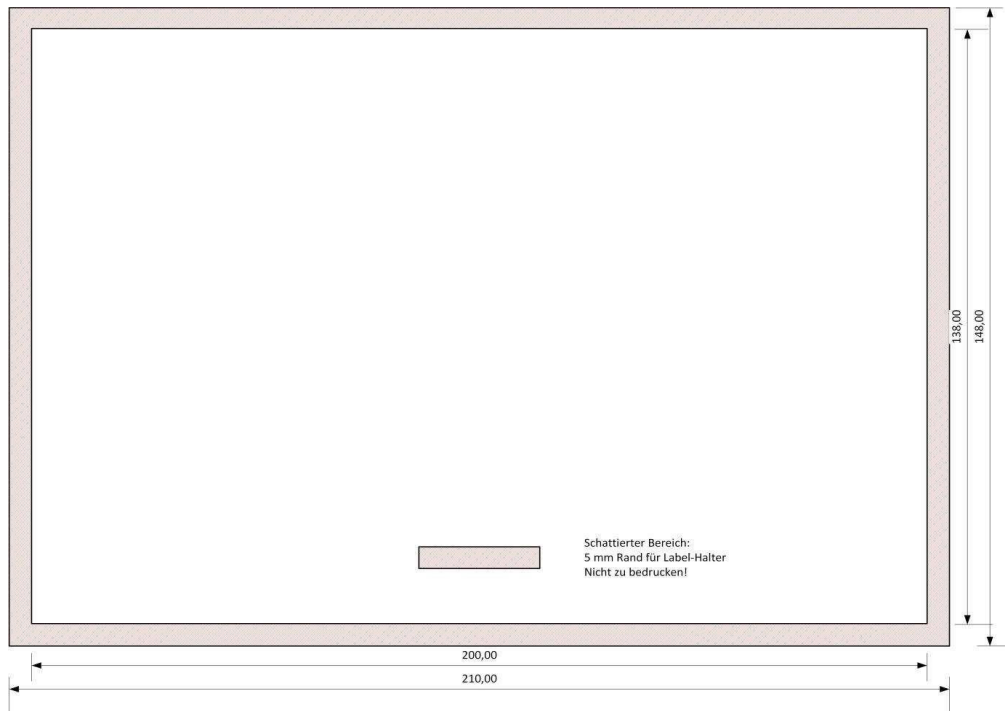 138,00
148,00
Schattierter Bereich:
5 mm Rand für Label-Halter
Nicht zu bedrucken!
200,00
210,00